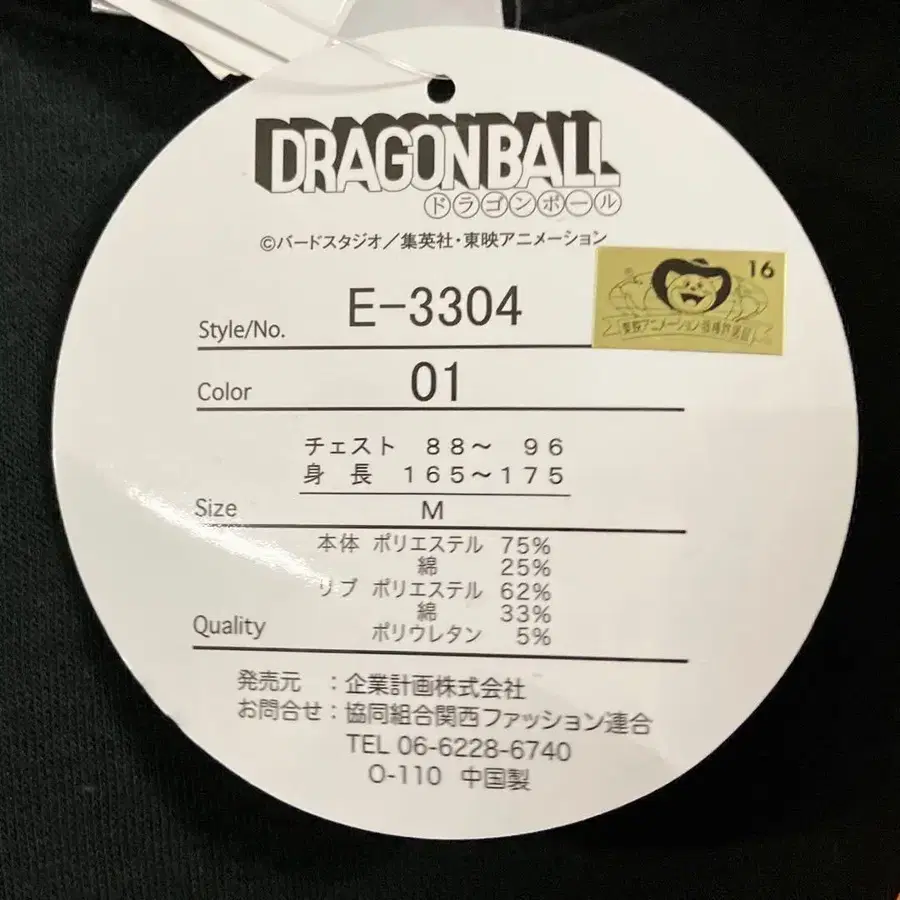 DRAGONBALL
ドラゴンボール
©バードスタジオ／集英社・東映アニメーション
16
Style/No. E-3304
Color 01
チェスト 88～ 96
身 長 165～175
Size M
本体 ポリエステル 75%
綿 25%
リブ ポリエステル 62%
綿 33%
Quality ポリウレタン 5%
発売元 ：企業計画株式会社
お問合せ：協同組合関西ファッション連合
TEL 06-6228-6740
O-110 中国製